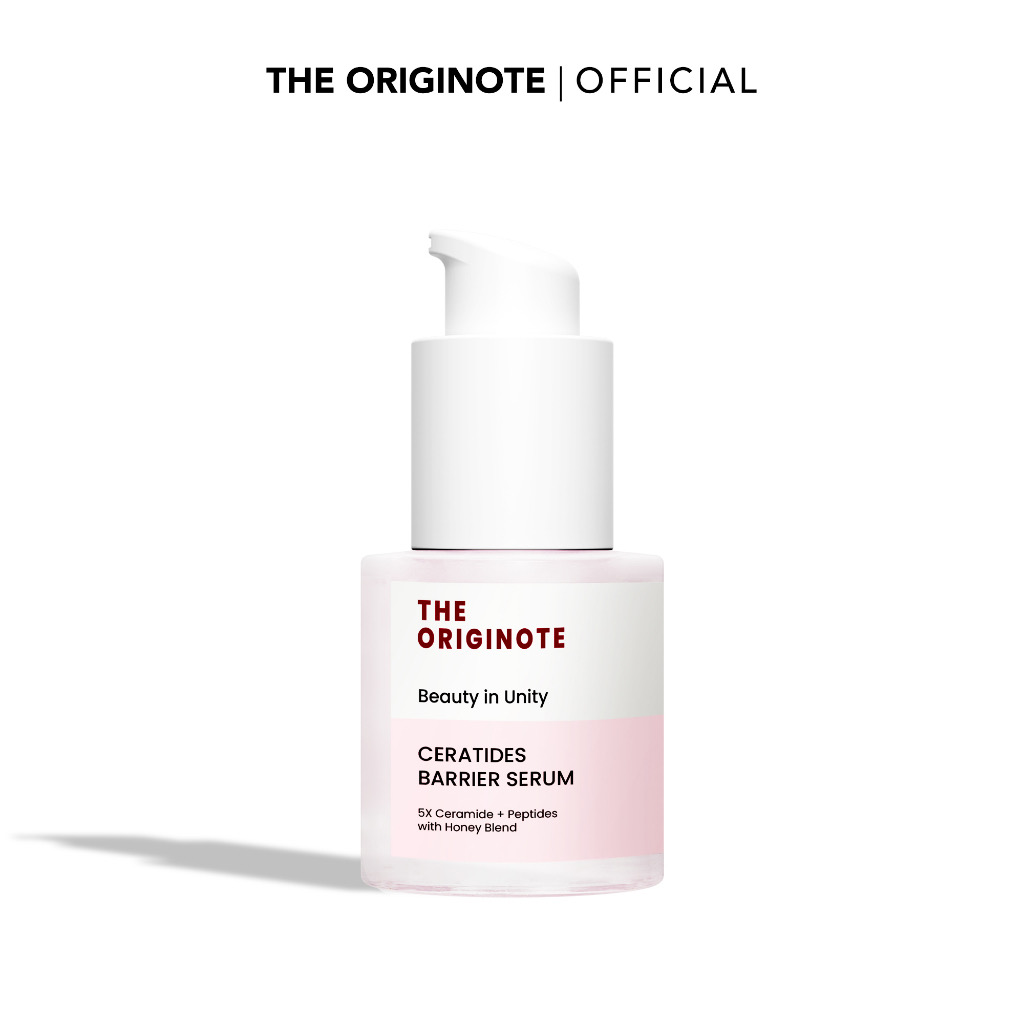 THE ORIGINOTE | OFFICIAL
THE
ORIGINOTE
Beauty in Unity
CERATIDES
BARRIER SERUM
5X Ceramide + Peptides
with Honey Blend